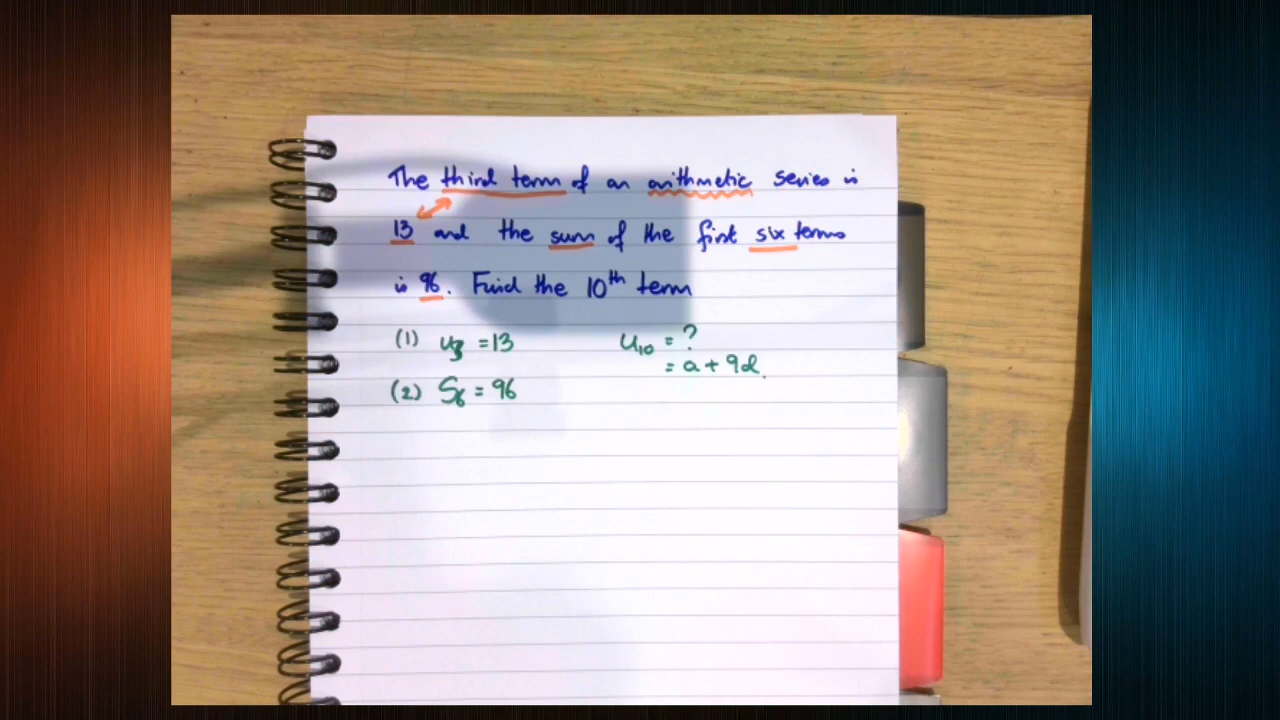 The third term of an arithmetic series is
13 and the sum of the first six terms
is 96. Find the 10th term
(1) u3 = 13
u10 = ?
= a + 9d.
(2) S6 = 96